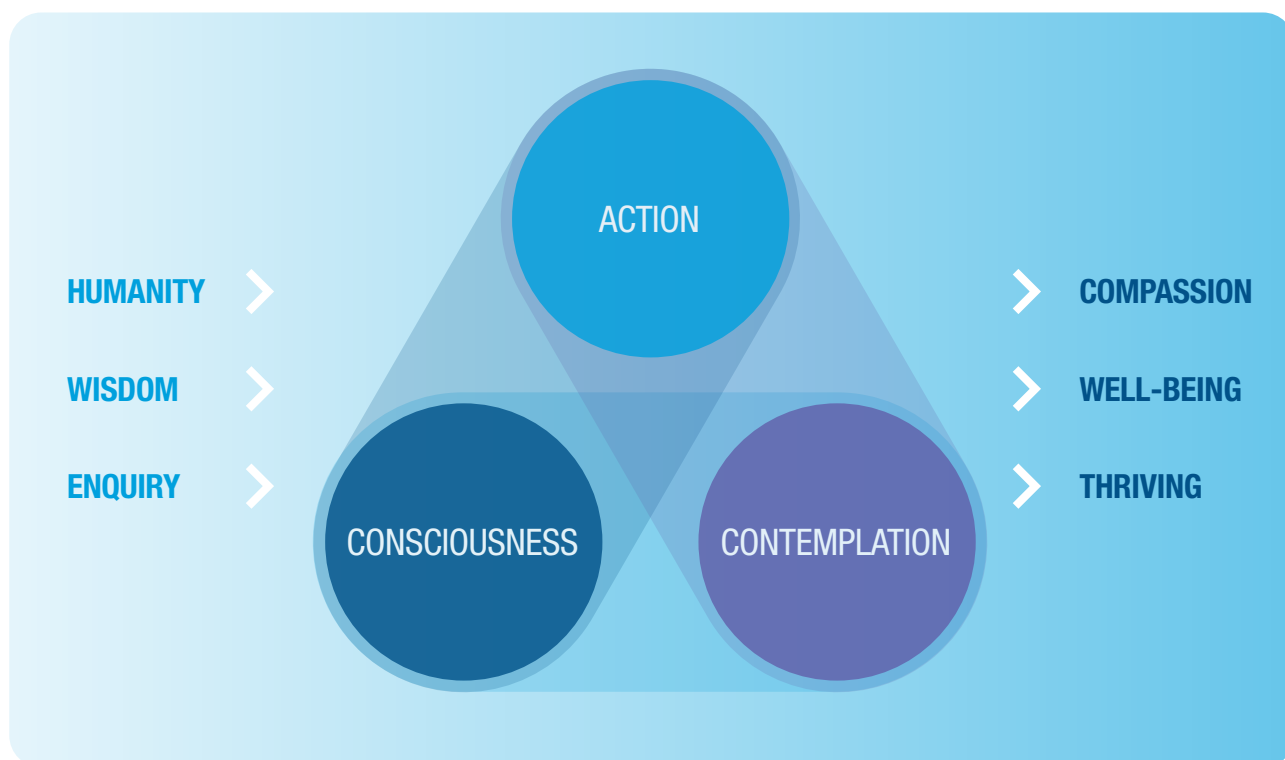 ACTION
HUMANITY
COMPASSION
WISDOM
WELL-BEING
ENQUIRY
THRIVING
CONSCIOUSNESS
CONTEMPLATION